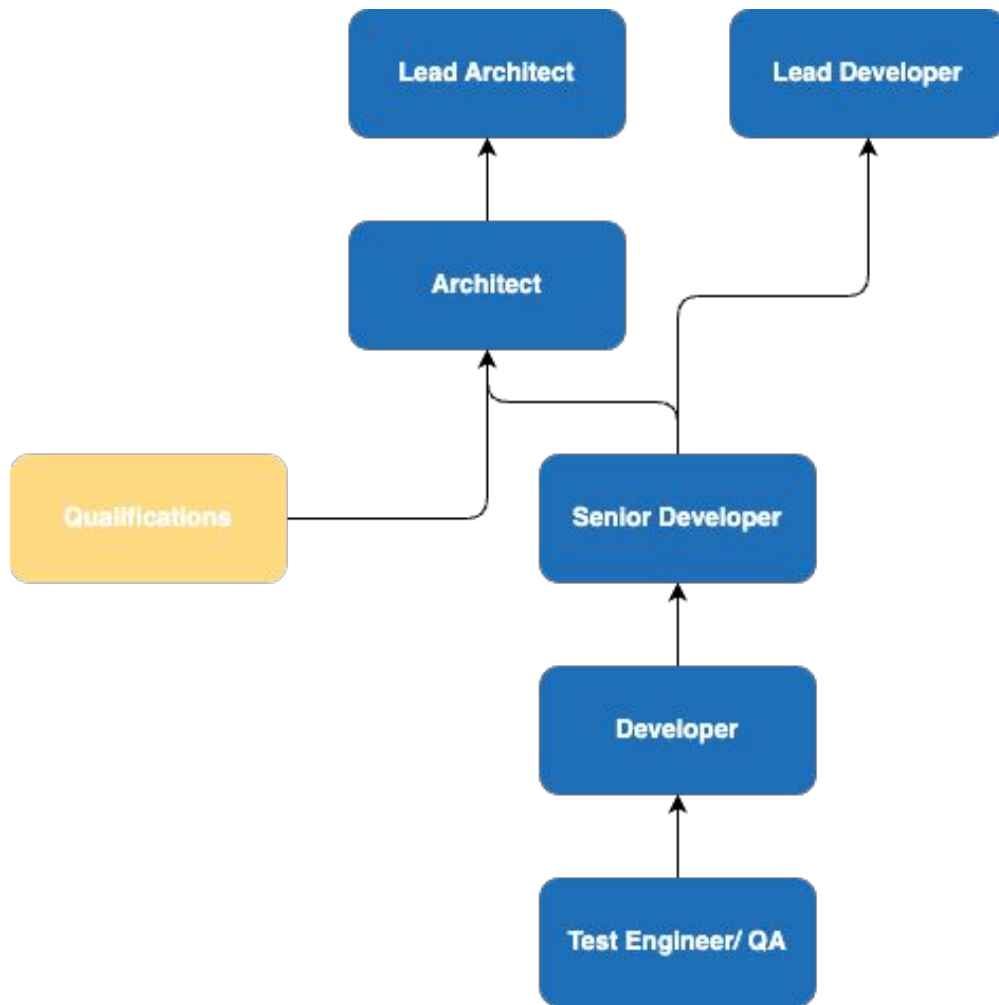 Lead Architect
Lead Developer
Architect
Qualifications
Senior Developer
Developer
Test Engineer/ QA